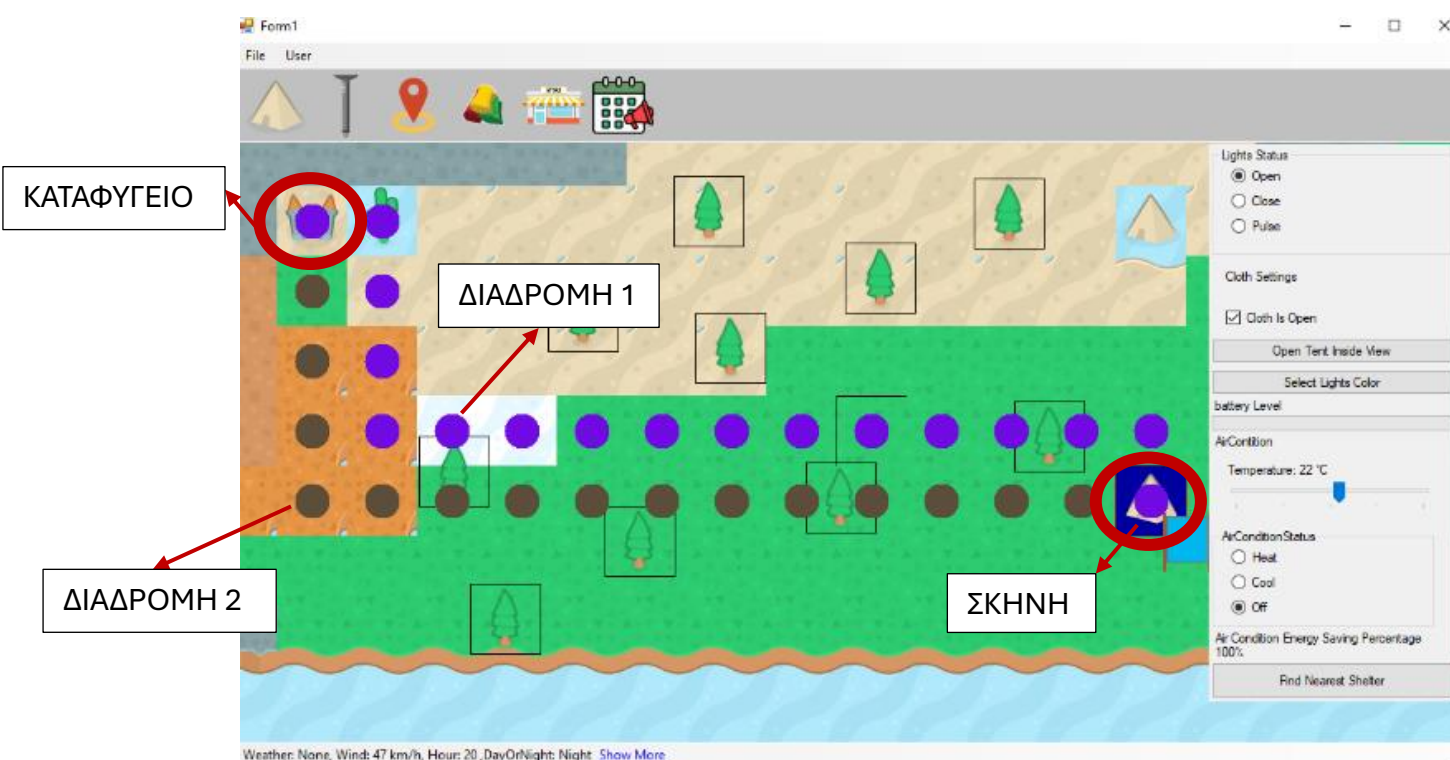 Form1
File User
Lights Status
Open
ΚΑΤΑΦΥΓΕΙΟ
Close
Pulse
Cloth Settings
ΔΙΑΔΡΟΜΗ 1
Cloth Is Open
Open Tent Inside View
Select Lights Color
battery Level
AirContition
Temperature: 22 °C
AirConditionStatus
Heat
Cool
ΔΙΑΔΡΟΜΗ 2
ΣΚΗΝΗ
Off
Air Condition Energy Saving Percentage
100%
Find Nearest Shelter
Weather: None, Wind: 47 km/h, Hour: 20 ,DayOrNight: Night Show More